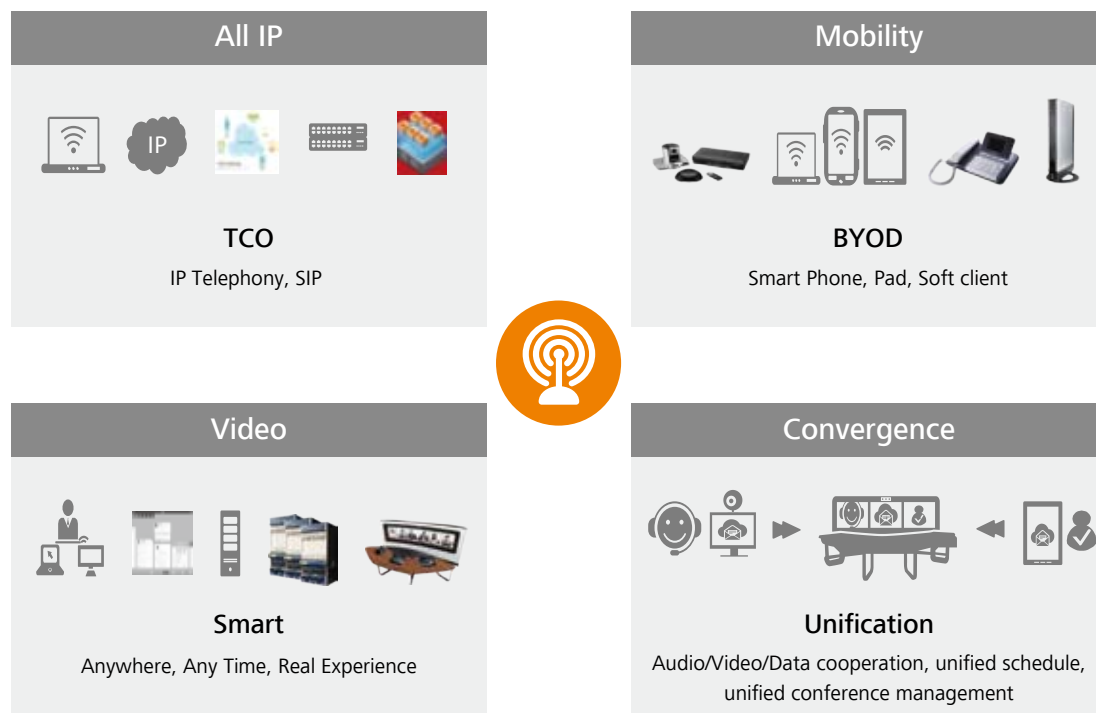 All IP
IP
TCO
IP Telephony, SIP
Mobility
BYOD
Smart Phone, Pad, Soft client
Video
Smart
Anywhere, Any Time, Real Experience
Convergence
Unification
Audio/Video/Data cooperation, unified schedule,
unified conference management